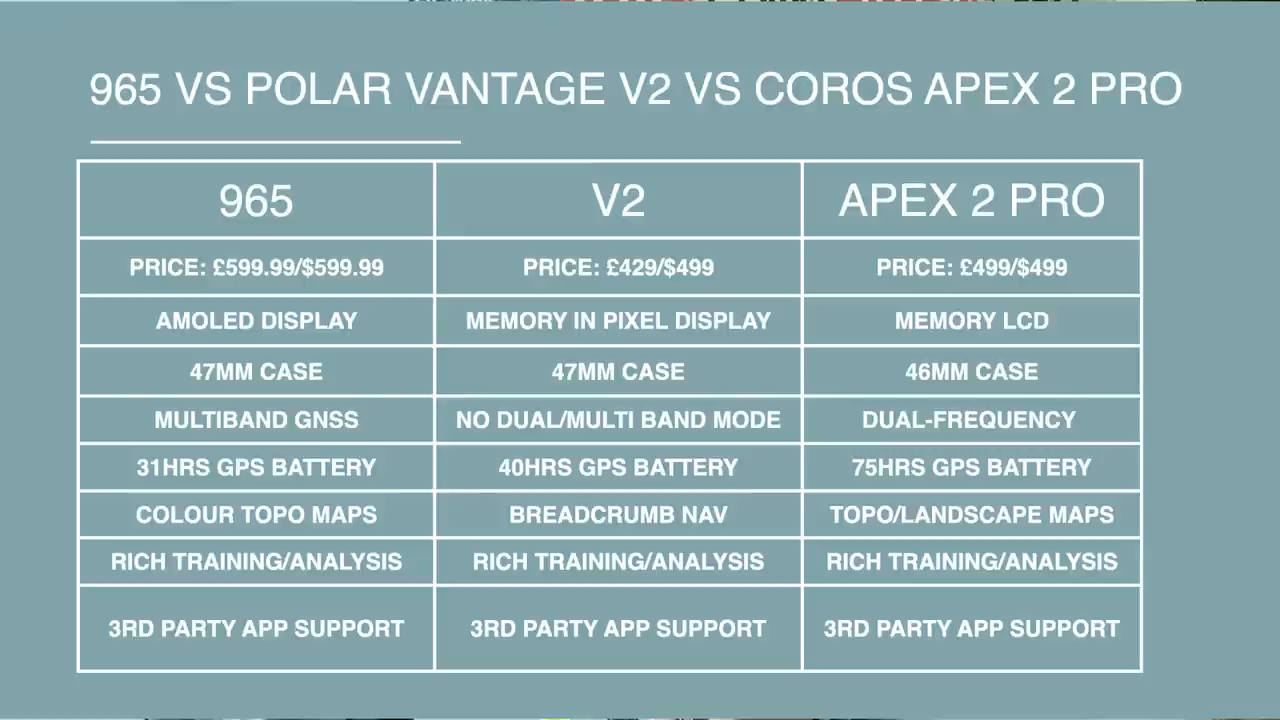 965 VS POLAR VANTAGE V2 VS COROS APEX 2 PRO
965
V2
APEX 2 PRO
PRICE: £599.99/$599.99
PRICE: £429/$499
PRICE: £499/$499
AMOLED DISPLAY
MEMORY IN PIXEL DISPLAY
MEMORY LCD
47MM CASE
47MM CASE
46MM CASE
MULTIBAND GNSS
NO DUAL/MULTI BAND MODE
DUAL-FREQUENCY
31HRS GPS BATTERY
40HRS GPS BATTERY
75HRS GPS BATTERY
COLOUR TOPO MAPS
BREADCRUMB NAV
TOPO/LANDSCAPE MAPS
RICH TRAINING/ANALYSIS
RICH TRAINING/ANALYSIS
RICH TRAINING/ANALYSIS
3RD PARTY APP SUPPORT
3RD PARTY APP SUPPORT
3RD PARTY APP SUPPORT